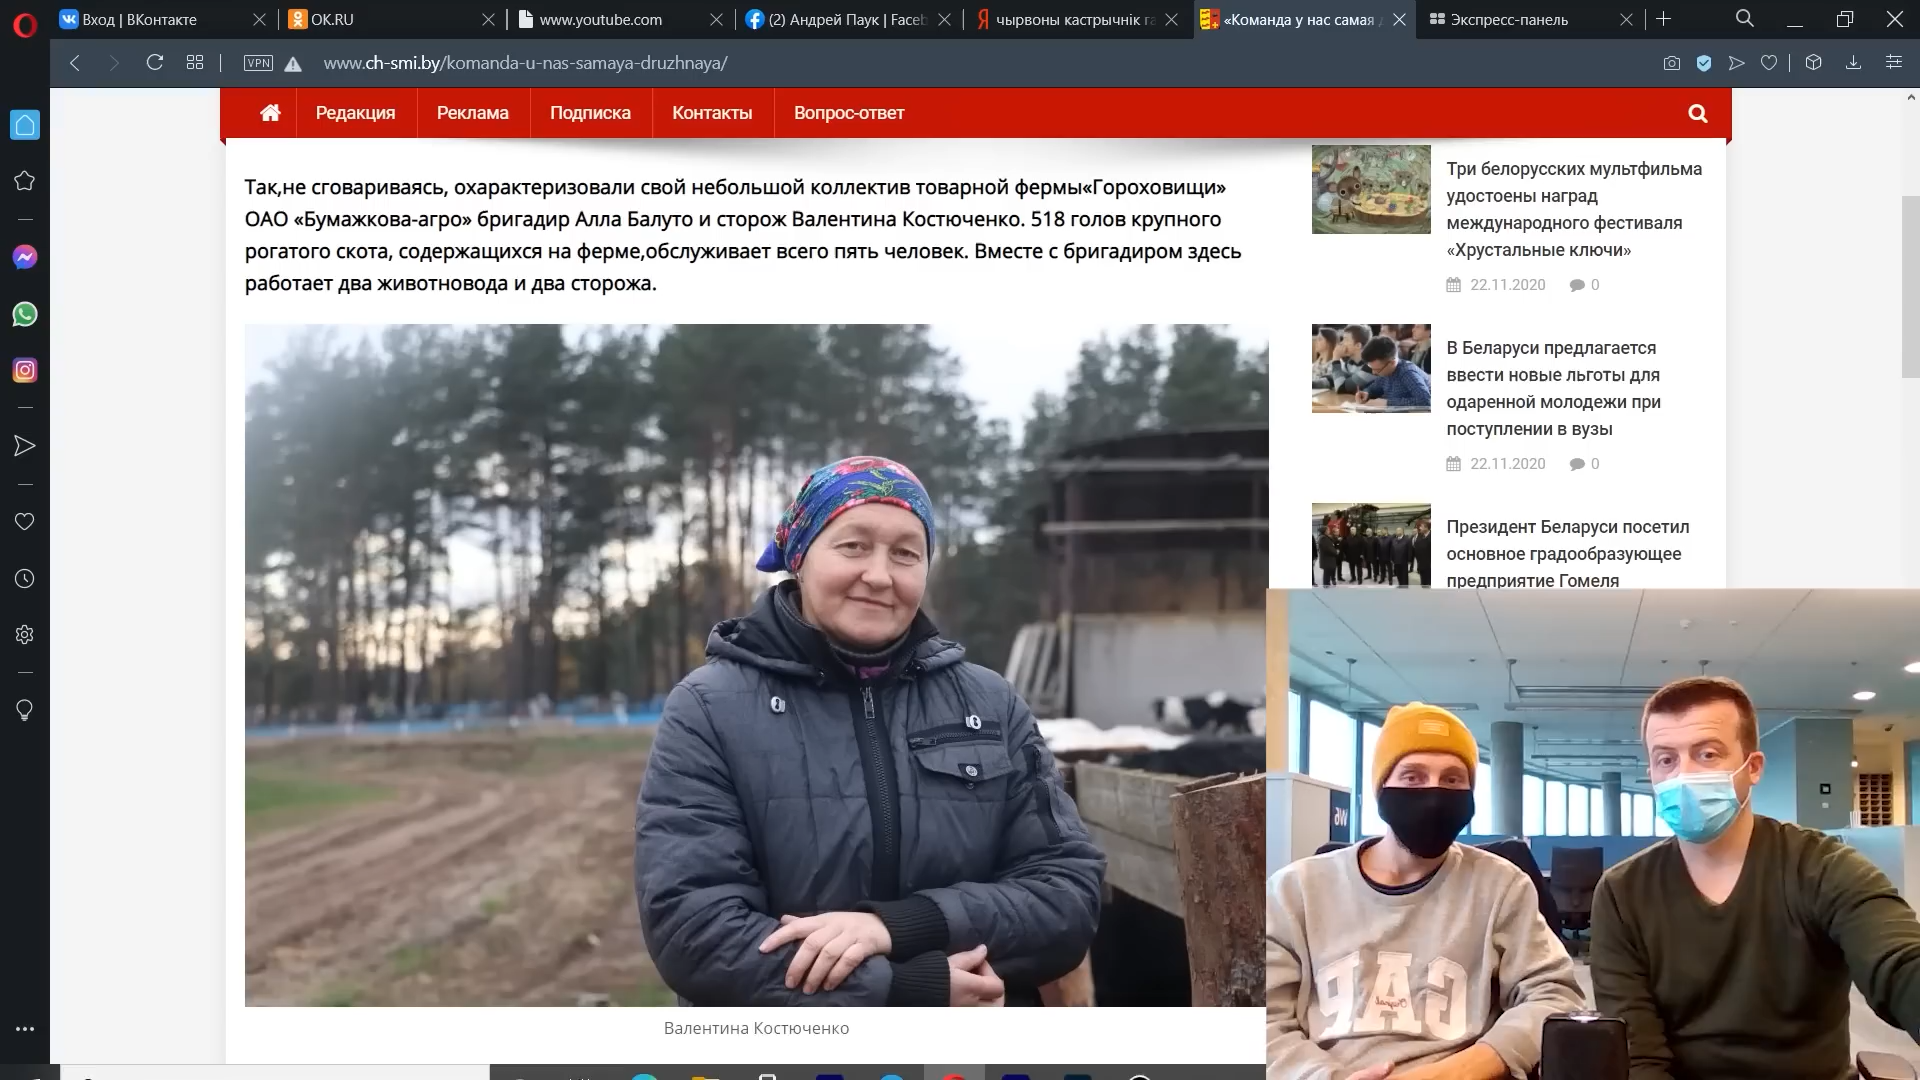 Вход | ВКонтакте
OK.RU
www.youtube.com
(2) Андрей Паук | Faceb
чырвоны кастрычнік га
«Команда у нас самая д
Экспресс-панель
VPN
www.ch-smi.by/komanda-u-nas-samaya-druzhnaya/
Редакция
Реклама
Подписка
Контакты
Вопрос-ответ
Так,не сговариваясь, охарактеризовали свой небольшой коллектив товарной фермы«Гороховищи»
ОАО «Бумажкова-агро» бригадир Алла Балуто и сторож Валентина Костюченко. 518 голов крупного
рогатого скота, содержащихся на ферме,обслуживает всего пять человек. Вместе с бригадиром здесь
работает два животновода и два сторожа.
Валентина Костюченко
Три белорусских мультфильма
удостоены наград
международного фестиваля
«Хрустальные ключи»
22.11.2020
0
В Беларуси предлагается
ввести новые льготы для
одаренной молодежи при
поступлении в вузы
22.11.2020
0
Президент Беларуси посетил
основное градообразующее
предприятие Гомеля
GAP